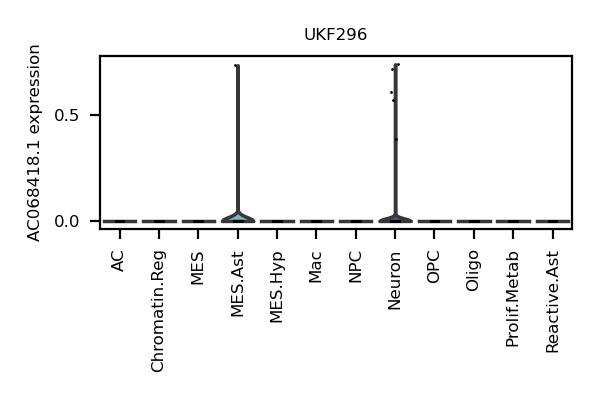 UKF296
AC068418.1 expression
0.5
0.0
AC
Chromatin.Reg
MES
MES.Ast
MES.Hyp
Mac
NPC
Neuron
OPC
Oligo
Prolif.Metab
Reactive.Ast